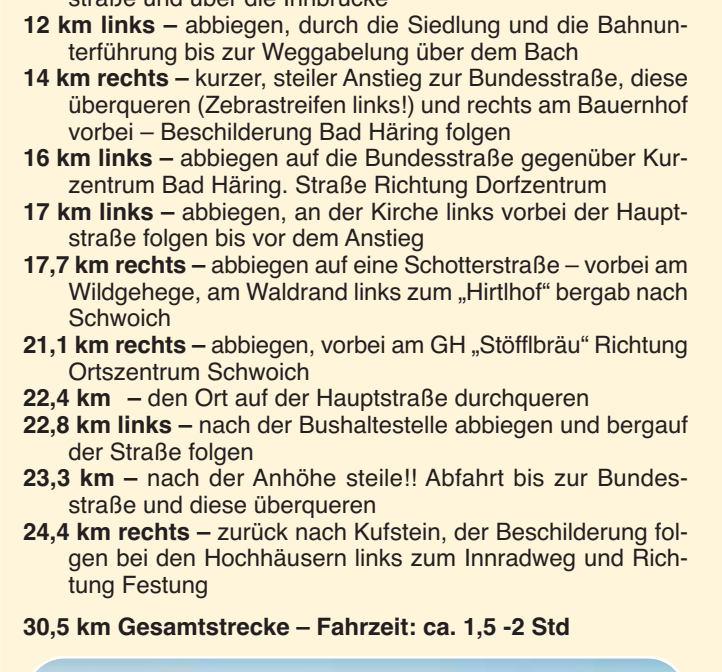 straße und über die Innbrücke
12 km links – abbiegen, durch die Siedlung und die Bahnun-
terführung bis zur Weggabelung über dem Bach
14 km rechts – kurzer, steiler Anstieg zur Bundesstraße, diese
überqueren (Zebrastreifen links!) und rechts am Bauernhof
vorbei – Beschilderung Bad Häring folgen
16 km links – abbiegen auf die Bundesstraße gegenüber Kur-
zentrum Bad Häring. Straße Richtung Dorfzentrum
17 km links – abbiegen, an der Kirche links vorbei der Haupt-
straße folgen bis vor dem Anstieg
17,7 km rechts – abbiegen auf eine Schotterstraße – vorbei am
Wildgehege, am Waldrand links zum „Hirtlhof“ bergab nach
Schwoich
21,1 km rechts – abbiegen, vorbei am GH „Stöfflbräu“ Richtung
Ortszentrum Schwoich
22,4 km – den Ort auf der Hauptstraße durchqueren
22,8 km links – nach der Bushaltestelle abbiegen und bergauf
der Straße folgen
23,3 km – nach der Anhöhe steile!! Abfahrt bis zur Bundes-
straße und diese überqueren
24,4 km rechts – zurück nach Kufstein, der Beschilderung fol-
gen bei den Hochhäusern links zum Innradweg und Rich-
tung Festung
30,5 km Gesamtstrecke – Fahrzeit: ca. 1,5 -2 Std